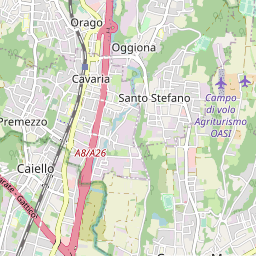 Orago
Oggiona
Cavaria
Santo Stefano
Campo
di volo
Agriturismo
OASI
Premezzo
A8/A26
Caiello